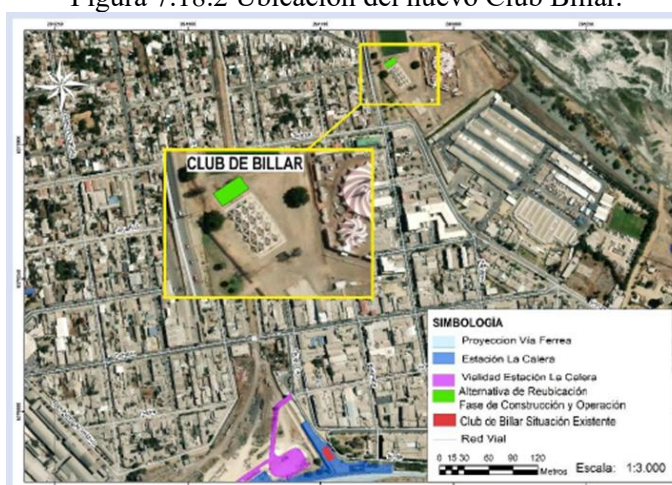 Figura 7.18.2 Ubicación del nuevo Club Billar.
CLUB DE BILLAR
SIMBOLOGÍA
Proyeccion Vía Ferrea
Estación La Calera
Vialidad Estación La Calera
Alternativa de Reubicación
Fase de Construcción y Operación
Club de Billar Situación Existente
Red Vial
0 15 30 60 90 120
Metros
Escala: 1:3.000